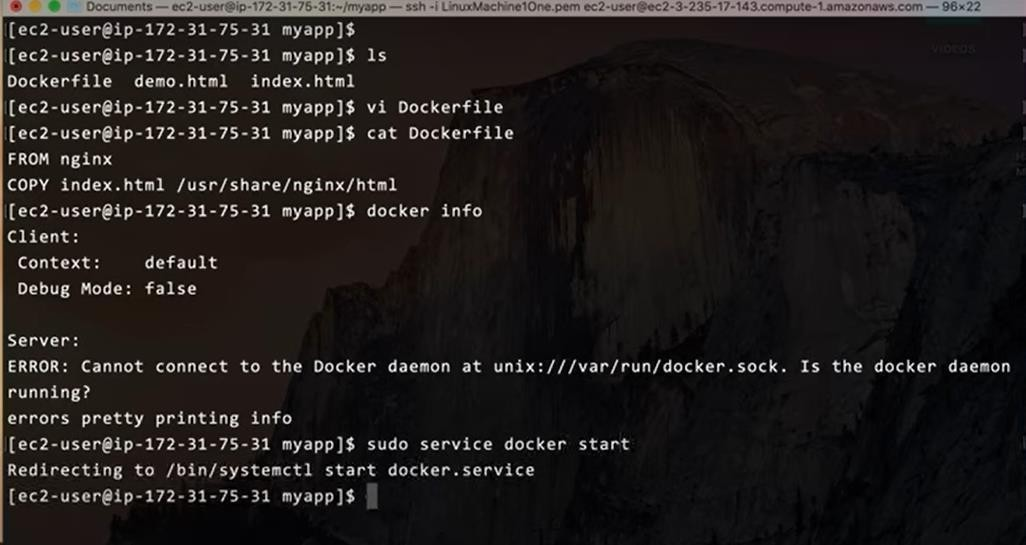 Documents — ec2-user@ip-172-31-75-31:~/myapp — ssh -i LinuxMachine1One.pem ec2-user@ec2-3-235-17-143.compute-1.amazonaws.com — 96×22
[ec2-user@ip-172-31-75-31 myapp]$
[ec2-user@ip-172-31-75-31 myapp]$ ls
Dockerfile  demo.html  index.html
[ec2-user@ip-172-31-75-31 myapp]$ vi Dockerfile
[ec2-user@ip-172-31-75-31 myapp]$ cat Dockerfile
FROM nginx
COPY index.html /usr/share/nginx/html
[ec2-user@ip-172-31-75-31 myapp]$ docker info
Client:
 Context:    default
 Debug Mode: false
Server:
ERROR: Cannot connect to the Docker daemon at unix:///var/run/docker.sock. Is the docker daemon
running?
errors pretty printing info
[ec2-user@ip-172-31-75-31 myapp]$ sudo service docker start
Redirecting to /bin/systemctl start docker.service
[ec2-user@ip-172-31-75-31 myapp]$
VIDEOS